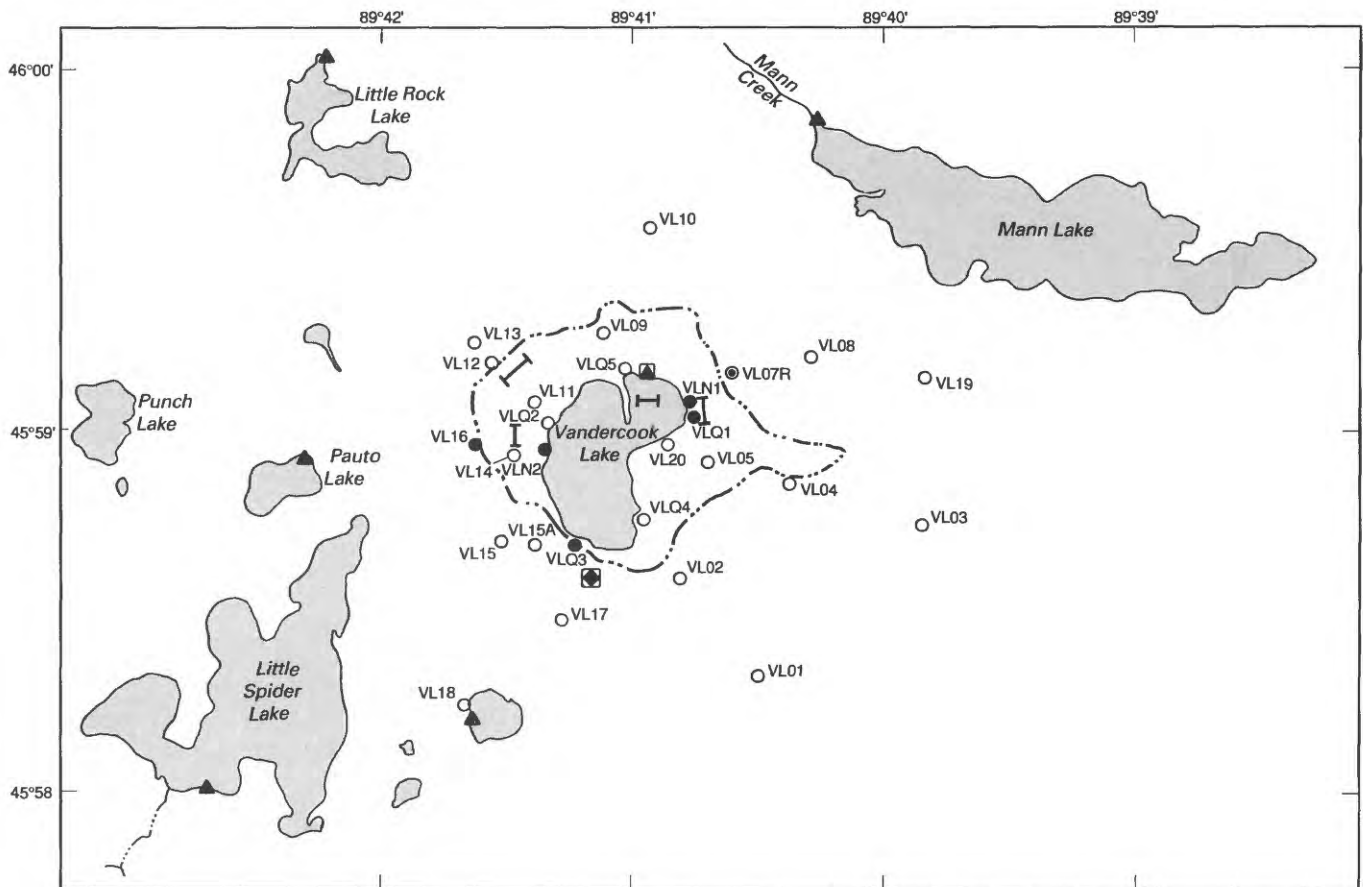 89°42' 89°41' 89°40' 89°39'
46°00'
Mann
Creek
Little Rock
Lake
Mann Lake
VL10
VL09
VL13
VL12
VLQ5
VL08
VL07R
VL19
VL11
VLN1
VLQ2
VLQ1
45°59'
Punch
Lake
Vandercook
Lake
VL16
VL14
VLN2
VL20
VL05
Pauto
Lake
VL04
VLQ4
VL03
VL15A
VL15
VLQ3
VL02
VL17
VL01
Little
Spider
Lake
VL18
45°58